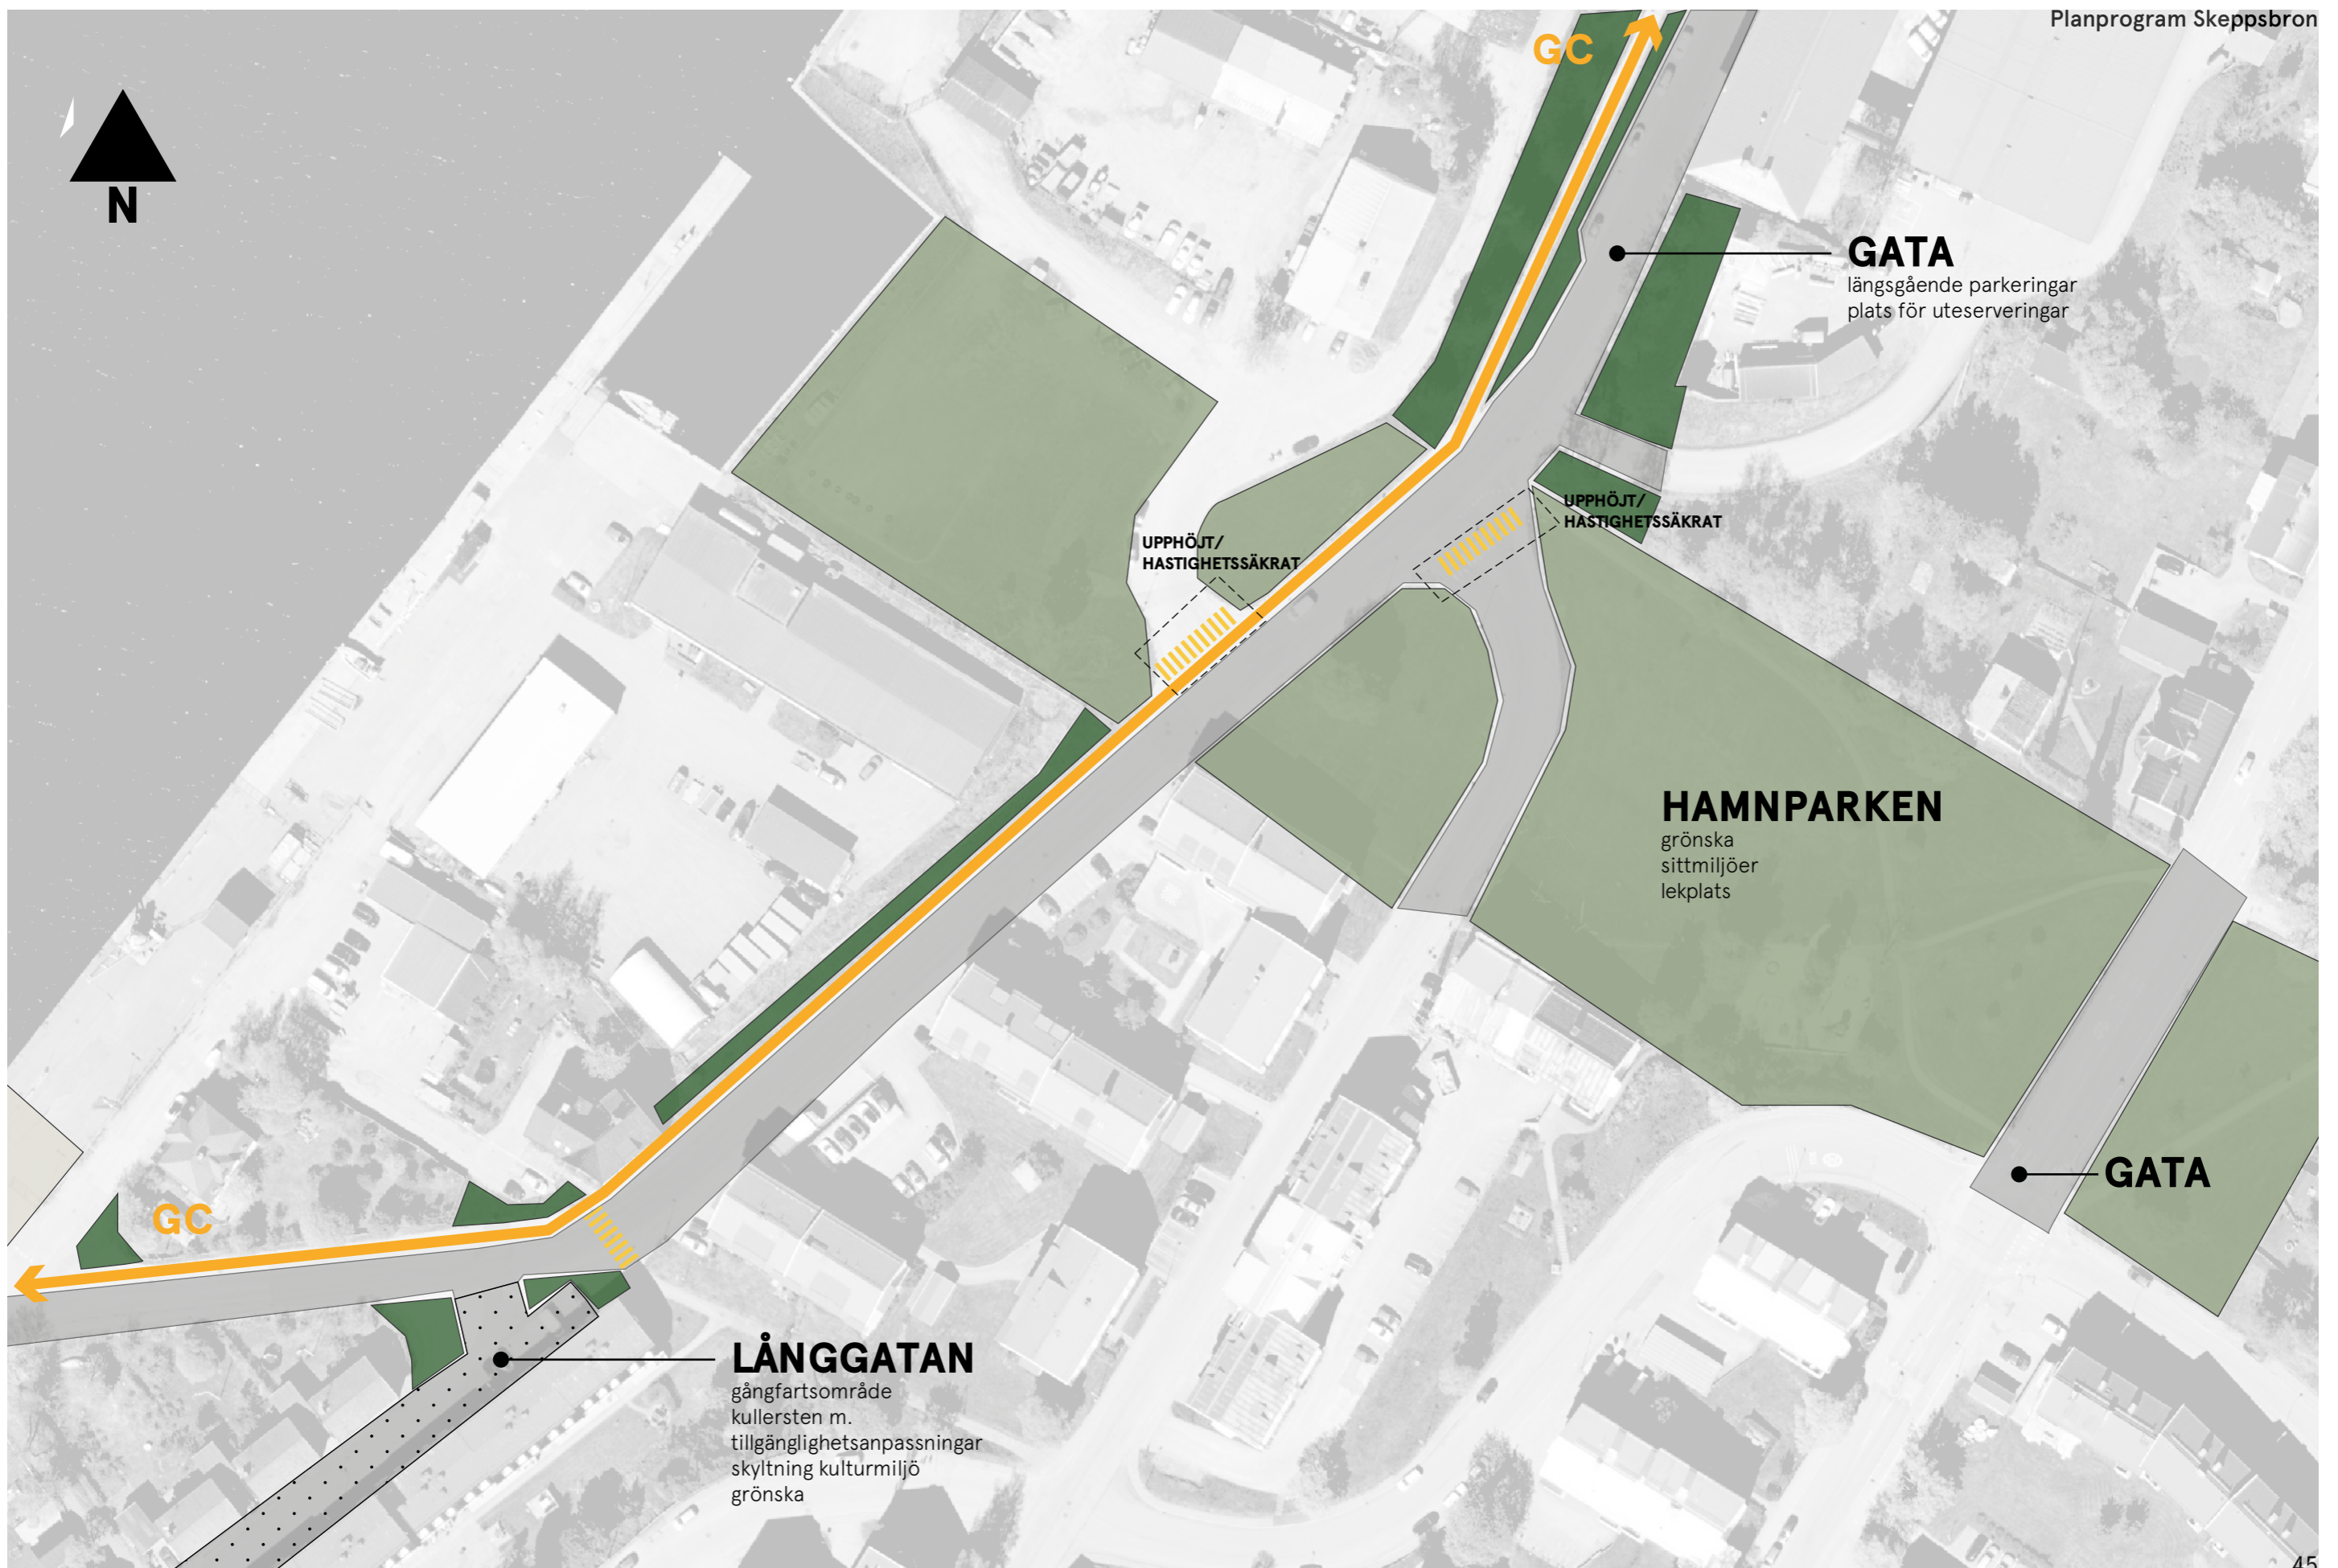 Planprogram Skeppsbron
GC
N
GATA
längsgående parkeringar
plats för uteserveringar
UPPHÖJT/
HASTIGHETSSÄKRAT
UPPHÖJT/
HASTIGHETSSÄKRAT
HAMNPARKEN
grönska
sittmiljöer
lekplats
GATA
GC
LÅNGGATAN
gångfartsområde
kullersten m.
tillgänglighetsanpassningar
skyltning kulturmiljö
grönska
45